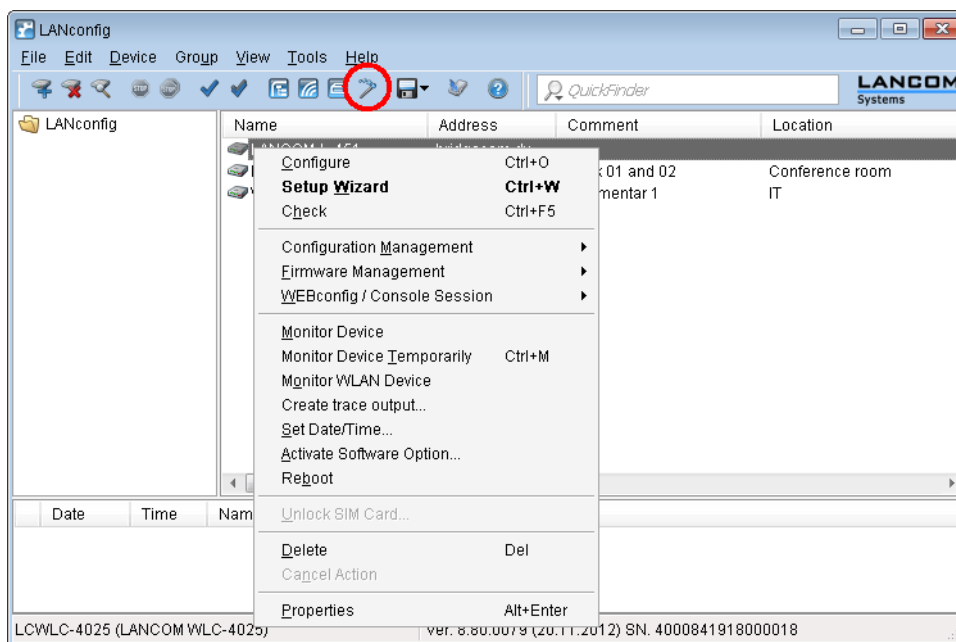 LANconfig
File Edit Device Group View Tools Help
QuickFinder
LANCOM
Systems
LANconfig
Name Address Comment Location
01 and 02 Conference room
mentar 1 IT
Configure Ctrl+O
Setup Wizard Ctrl+W
Check Ctrl+F5
Configuration Management
Firmware Management
WEBconfig / Console Session
Monitor Device
Monitor Device Temporarily Ctrl+M
Monitor WLAN Device
Create trace output...
Set Date/Time...
Activate Software Option...
Reboot
Unlock SIM Card...
Delete Del
Cancel Action
Properties Alt+Enter
Date Time Nam
LCWLC-4025 (LANCOM WLC-4025) Ver. 8.80.0079 (20.11.2012) SN. 4000841918000018